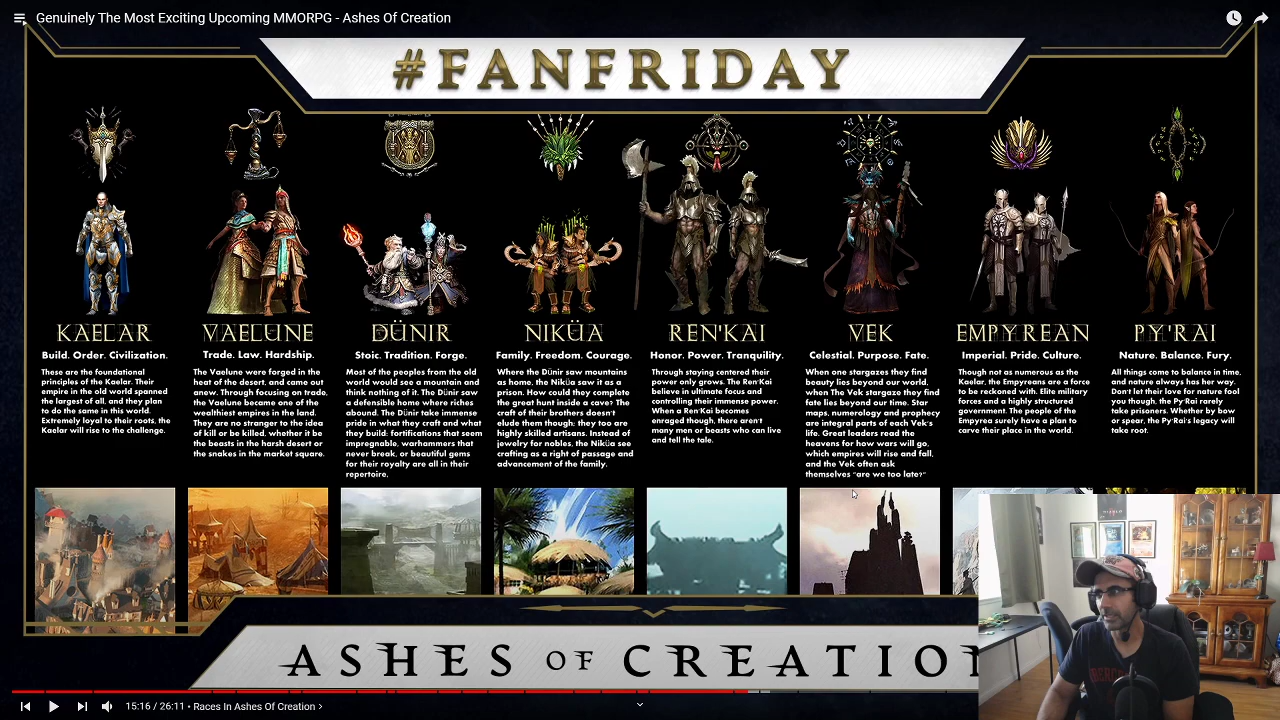 Genuinely The Most Exciting Upcoming MMORPG - Ashes Of Creation
#FANFRIDAY
KAELAR
Build. Order. Civilization.
These are the foundational
principles of the Kaelar. Their
empire in the old world spanned
the largest of all, and they plan
to do the same in this world.
Extremely loyal to their roots, the
Kaelar will rise to the challenge.
VAELUNE
Trade. Law. Hardship.
The Vaelune were forged in the
heat of the desert, and came out
anew. Through focusing on trade,
the Vaelune became one of the
wealthiest empires in the land.
They are no stranger to the idea
of kill or be killed, whether it be
the beasts in the harsh desert or
the snakes in the market square.
DÜNIR
Stoic. Tradition. Forge.
Most of the peoples from the old
world would see a mountain and
think nothing of it. The Dünir saw
a defensible home where riches
abound. The Dünir take immense
pride in what they craft and what
they build: fortifications that seem
impregnable, warhammers that
never break, or beautiful gems
for their royalty are all in their
repertoire.
NIKÜA
Family. Freedom. Courage.
Where the Dünir saw mountains
as home, the Niküa saw it as a
prison. How could they complete
the great hunt inside a cave? The
craft of their brothers doesn't
elude them though; they too are
highly skilled artisans. Instead of
jewelry for nobles, the Niküa see
crafting as a right of passage and
advancement of the family.
REN'KAI
Honor. Power. Tranquility.
Through staying centered their
power only grows. The Ren'Kai
believe in ultimate focus and
controlling their immense power.
When a Ren'Kai becomes
enraged though, there aren't
many men or beasts who can live
and tell the tale.
VEK
Celestial. Purpose. Fate.
When one stargazes they find
beauty lies beyond our world,
when The Vek stargaze they find
fate lies beyond our time. Star
maps, numerology and prophecy
are integral parts of each Vek's
life. Great leaders read the
heavens for how wars will go,
which empires will rise and fall,
and the Vek often ask
themselves "are we too late?"
EMPYREAN
Imperial. Pride. Culture.
Though not as numerous as the
Kaelar, the Empyreans are a force
to be reckoned with. Elite military
forces and a highly structured
government. The people of the
Empyrea surely have a plan to
carve their place in the world.
PY'RAI
Nature. Balance. Fury.
All things come to balance in time,
and nature always has her way.
Don't let their love for nature fool
you though, the Py'Rai rarely
take prisoners. Whether by bow
or spear, the Py'Rai's legacy will
take root.
ASHES OF CREATION
15:16 / 26:11 • Races In Ashes Of Creation ›